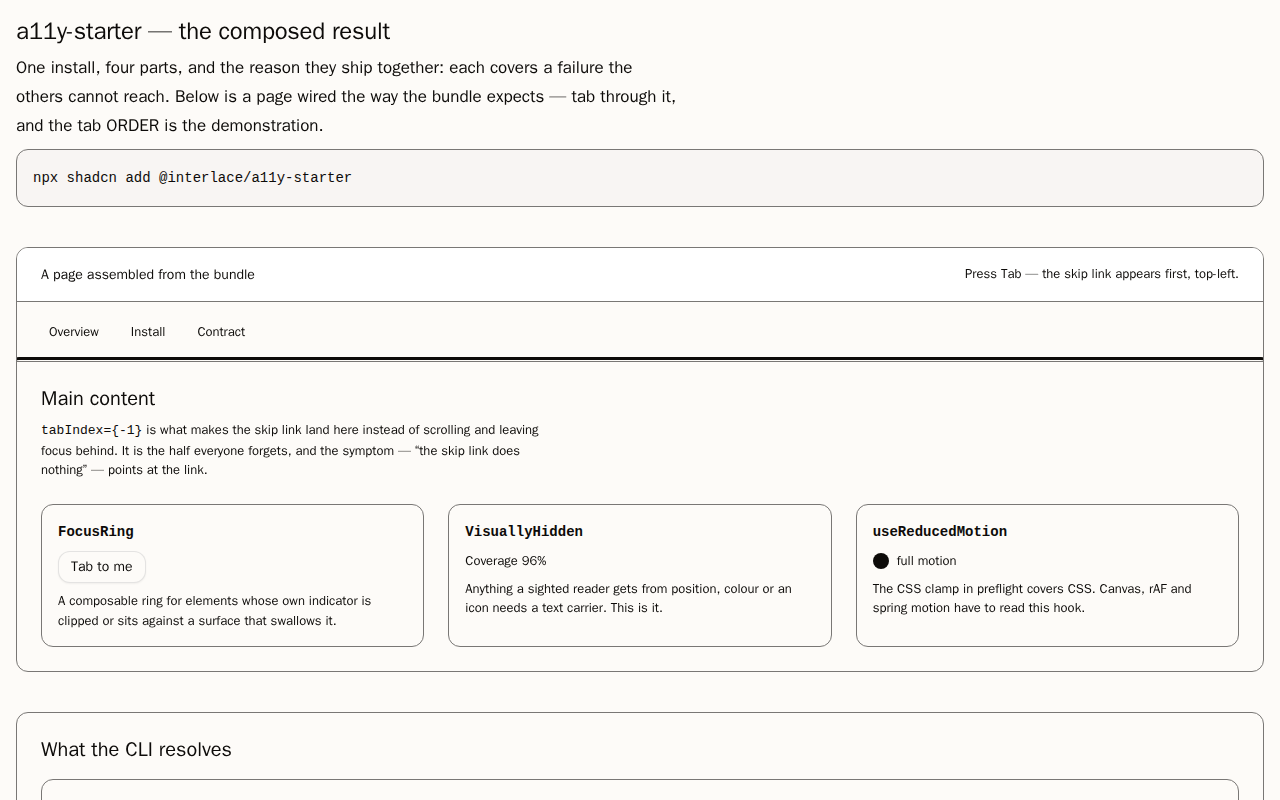 a11y-starter — the composed result
One install, four parts, and the reason they ship together: each covers a failure the
others cannot reach. Below is a page wired the way the bundle expects — tab through it,
and the tab ORDER is the demonstration.
npx shadcn add @interlace/a11y-starter
A page assembled from the bundle
Press Tab — the skip link appears first, top-left.
Overview Install Contract
Main content
tabIndex={-1} is what makes the skip link land here instead of scrolling and leaving
focus behind. It is the half everyone forgets, and the symptom — “the skip link does
nothing” — points at the link.
FocusRing
Tab to me
A composable ring for elements whose own indicator is
clipped or sits against a surface that swallows it.
VisuallyHidden
Coverage 96%
Anything a sighted reader gets from position, colour or an
icon needs a text carrier. This is it.
useReducedMotion
full motion
The CSS clamp in preflight covers CSS. Canvas, rAF and
spring motion have to read this hook.
What the CLI resolves